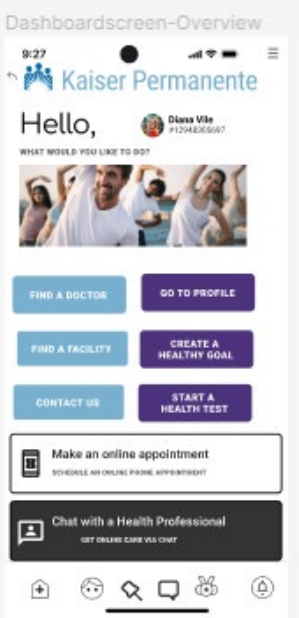 Dashboardscreen-Overview
9:27
Kaiser Permanente
Hello,
Diana Vile
#12948305697
WHAT WOULD YOU LIKE TO DO?
FIND A DOCTOR
GO TO PROFILE
FIND A FACILITY
CREATE A
HEALTHY GOAL
CONTACT US
START A
HEALTH TEST
Make an online appointment
SCHEDULE AN ONLINE PHONE APPOINTMENT
Chat with a Health Professional
GET ONLINE CARE VIA CHAT